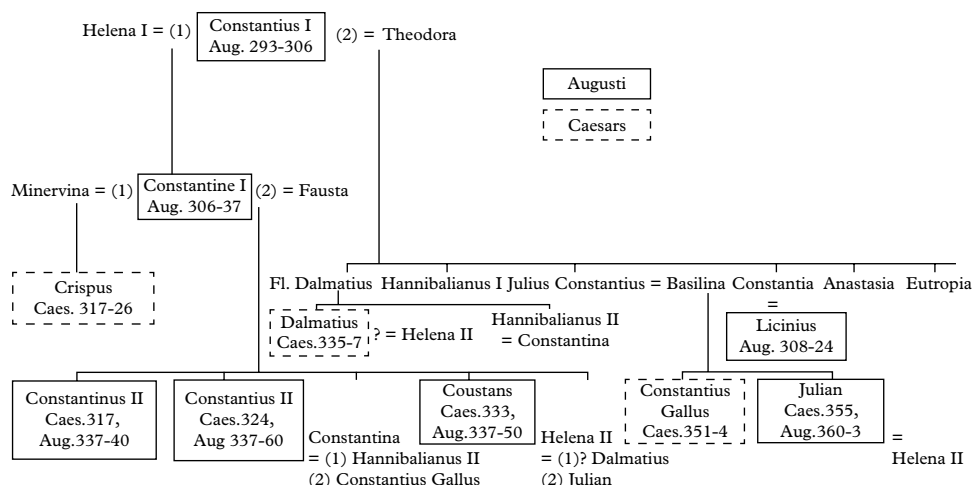 Helena I = (1) Constantius I (2) = Theodora
Aug. 293-306
Augusti
Caesars
Minervina = (1) Constantine I (2) = Fausta
Aug. 306-37
Crispus
Caes. 317-26
Fl. Dalmatius Hannibalianus I Julius Constantius = Basilina Constantia Anastasia Eutropia
=
Dalmatius
Caes.335-7
? = Helena II
Hannibalianus II
= Constantina
Licinius
Aug. 308-24
Constantinus II
Caes.317,
Aug.337-40
Constantius II
Caes.324,
Aug 337-60
Constantina
= (1) Hannibalianus II
(2) Constantius Gallus
Coustans
Caes.333,
Aug.337-50
Helena II
= (1)? Dalmatius
(2) Julian
Constantius
Gallus
Caes.351-4
Julian
Caes.355,
Aug.360-3
=
Helena II